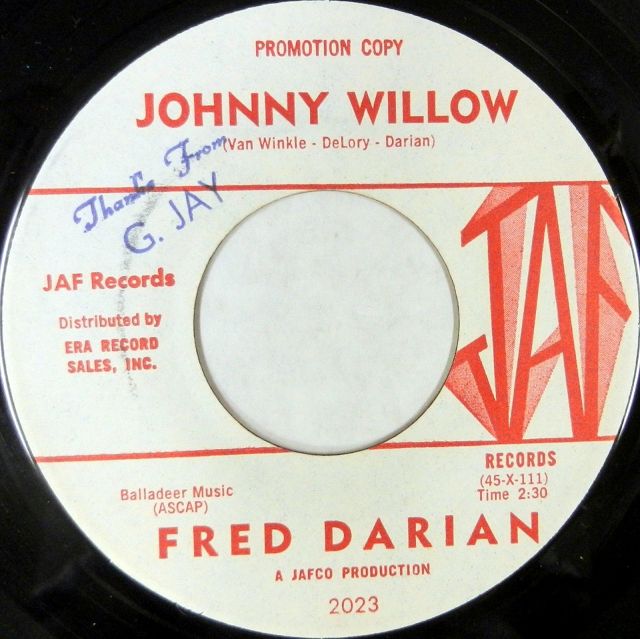 PROMOTION COPY
JOHNNY WILLOW
(Van Winkle - DeLory - Darian)
Thanks From
G. JAY
JAF Records
Distributed by
ERA RECORD
SALES, INC.
JAF
RECORDS
(45-X-111)
Time 2:30
Balladeer Music
(ASCAP)
FRED DARIAN
A JAFCO PRODUCTION
2023